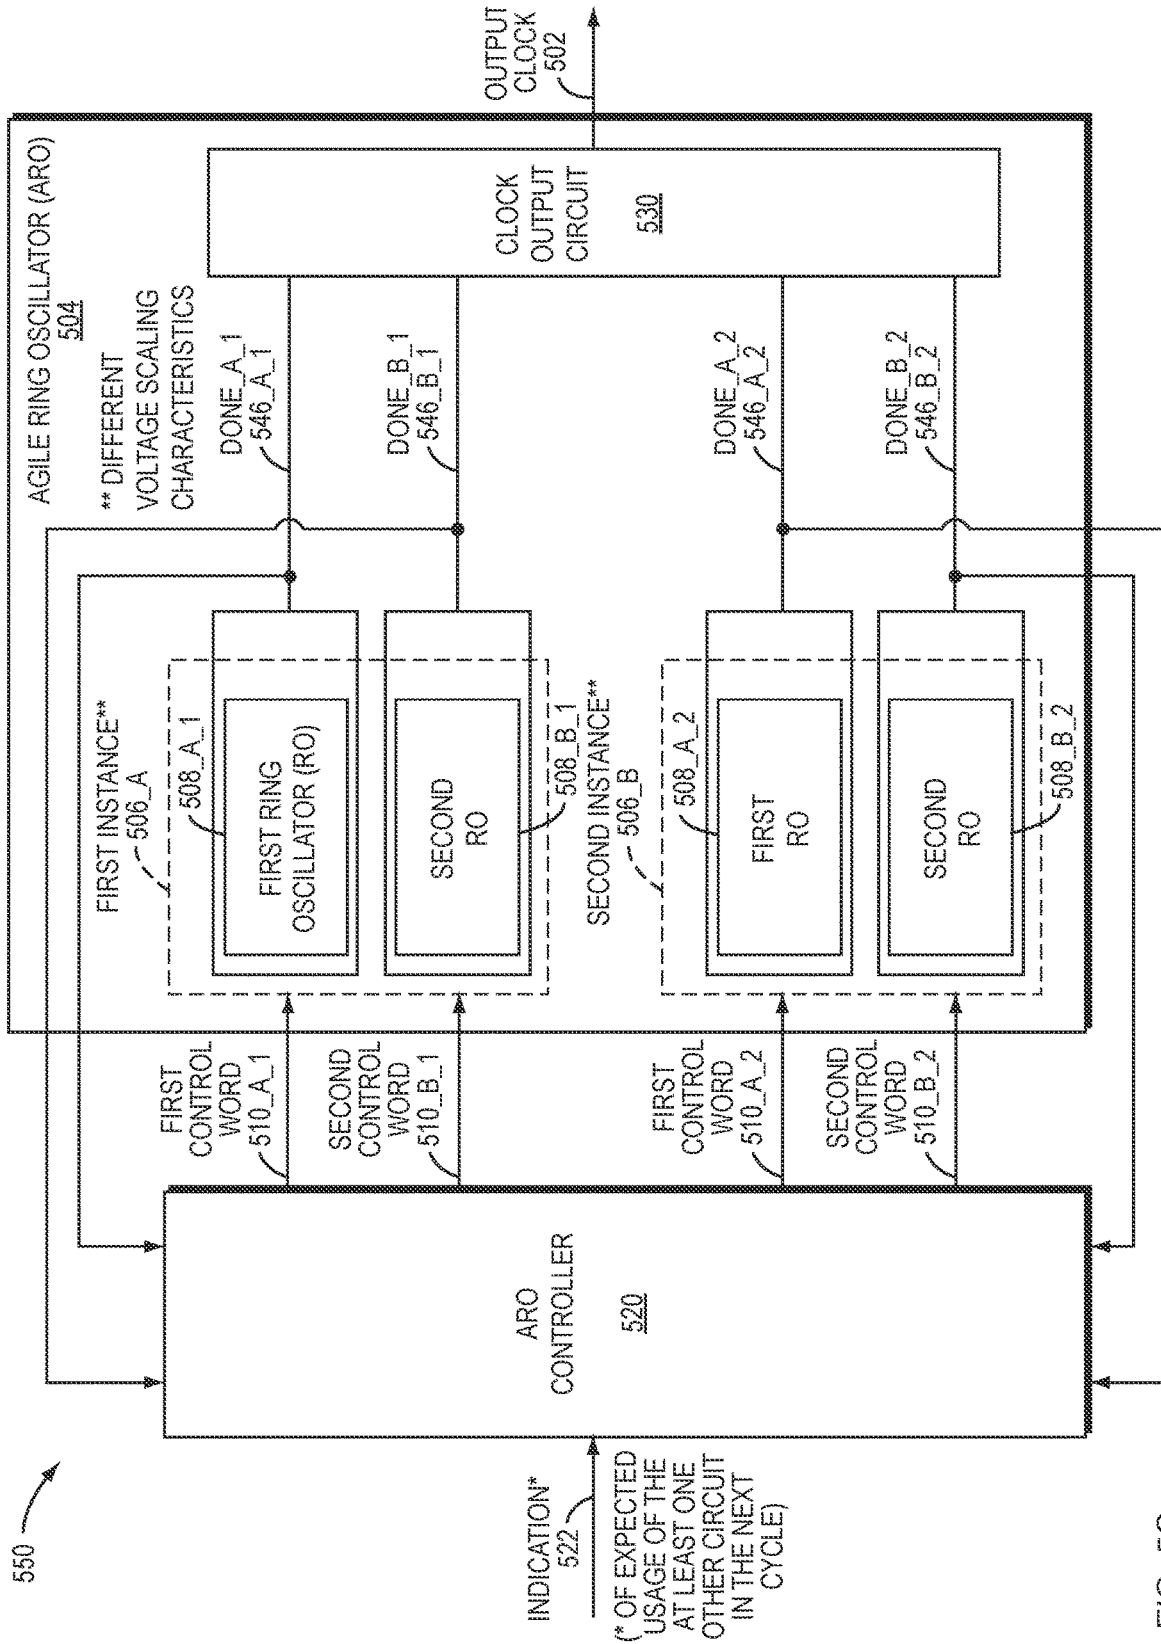 550
INDICATION*
522
(* OF EXPECTED
USAGE OF THE
AT LEAST ONE
OTHER CIRCUIT
IN THE NEXT
CYCLE)
ARO
CONTROLLER
520
FIRST
CONTROL
WORD
510_A_1
SECOND
CONTROL
WORD
510_B_1
FIRST
CONTROL
WORD
510_A_2
SECOND
CONTROL
WORD
510_B_2
AGILE RING OSCILLATOR (ARO)
504
** DIFFERENT
VOLTAGE SCALING
CHARACTERISTICS
FIRST INSTANCE**
506_A
508_A_1
FIRST RING
OSCILLATOR (RO)
SECOND
RO
508_B_1
SECOND INSTANCE**
506_B
508_A_2
FIRST
RO
SECOND
RO
508_B_2
DONE_A_1
546_A_1
DONE_B_1
546_B_1
DONE_A_2
546_A_2
DONE_B_2
546_B_2
CLOCK
OUTPUT
CIRCUIT
530
OUTPUT
CLOCK
502